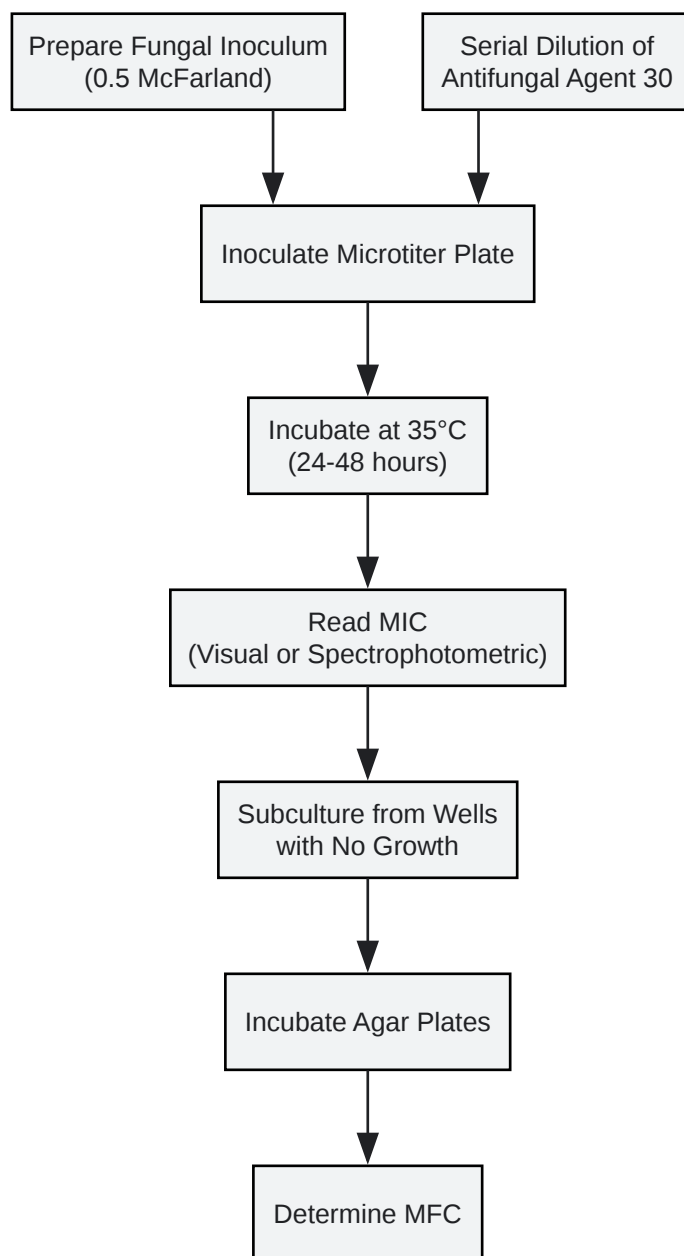 Prepare Fungal Inoculum
(0.5 McFarland)
Serial Dilution of
Antifungal Agent 30
Inoculate Microtiter Plate
Incubate at 35°C
(24-48 hours)
Read MIC
(Visual or Spectrophotometric)
Subculture from Wells
with No Growth
Incubate Agar Plates
Determine MFC